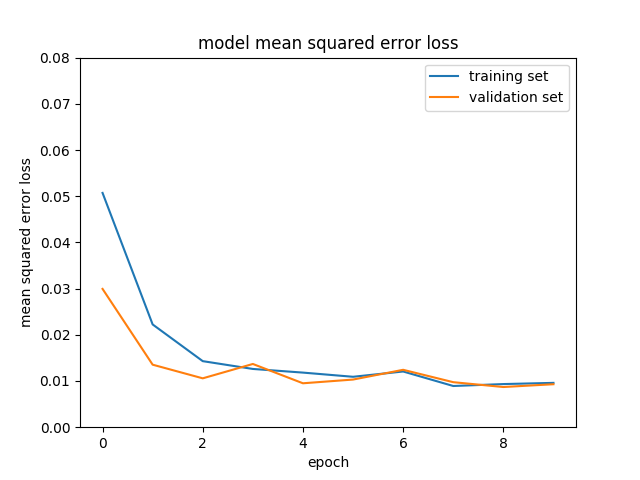 model mean squared error loss
0.08
0.07
0.06
0.05
0.04
0.03
0.02
0.01
0.00
mean squared error loss
training set
validation set
0 2 4 6 8
epoch